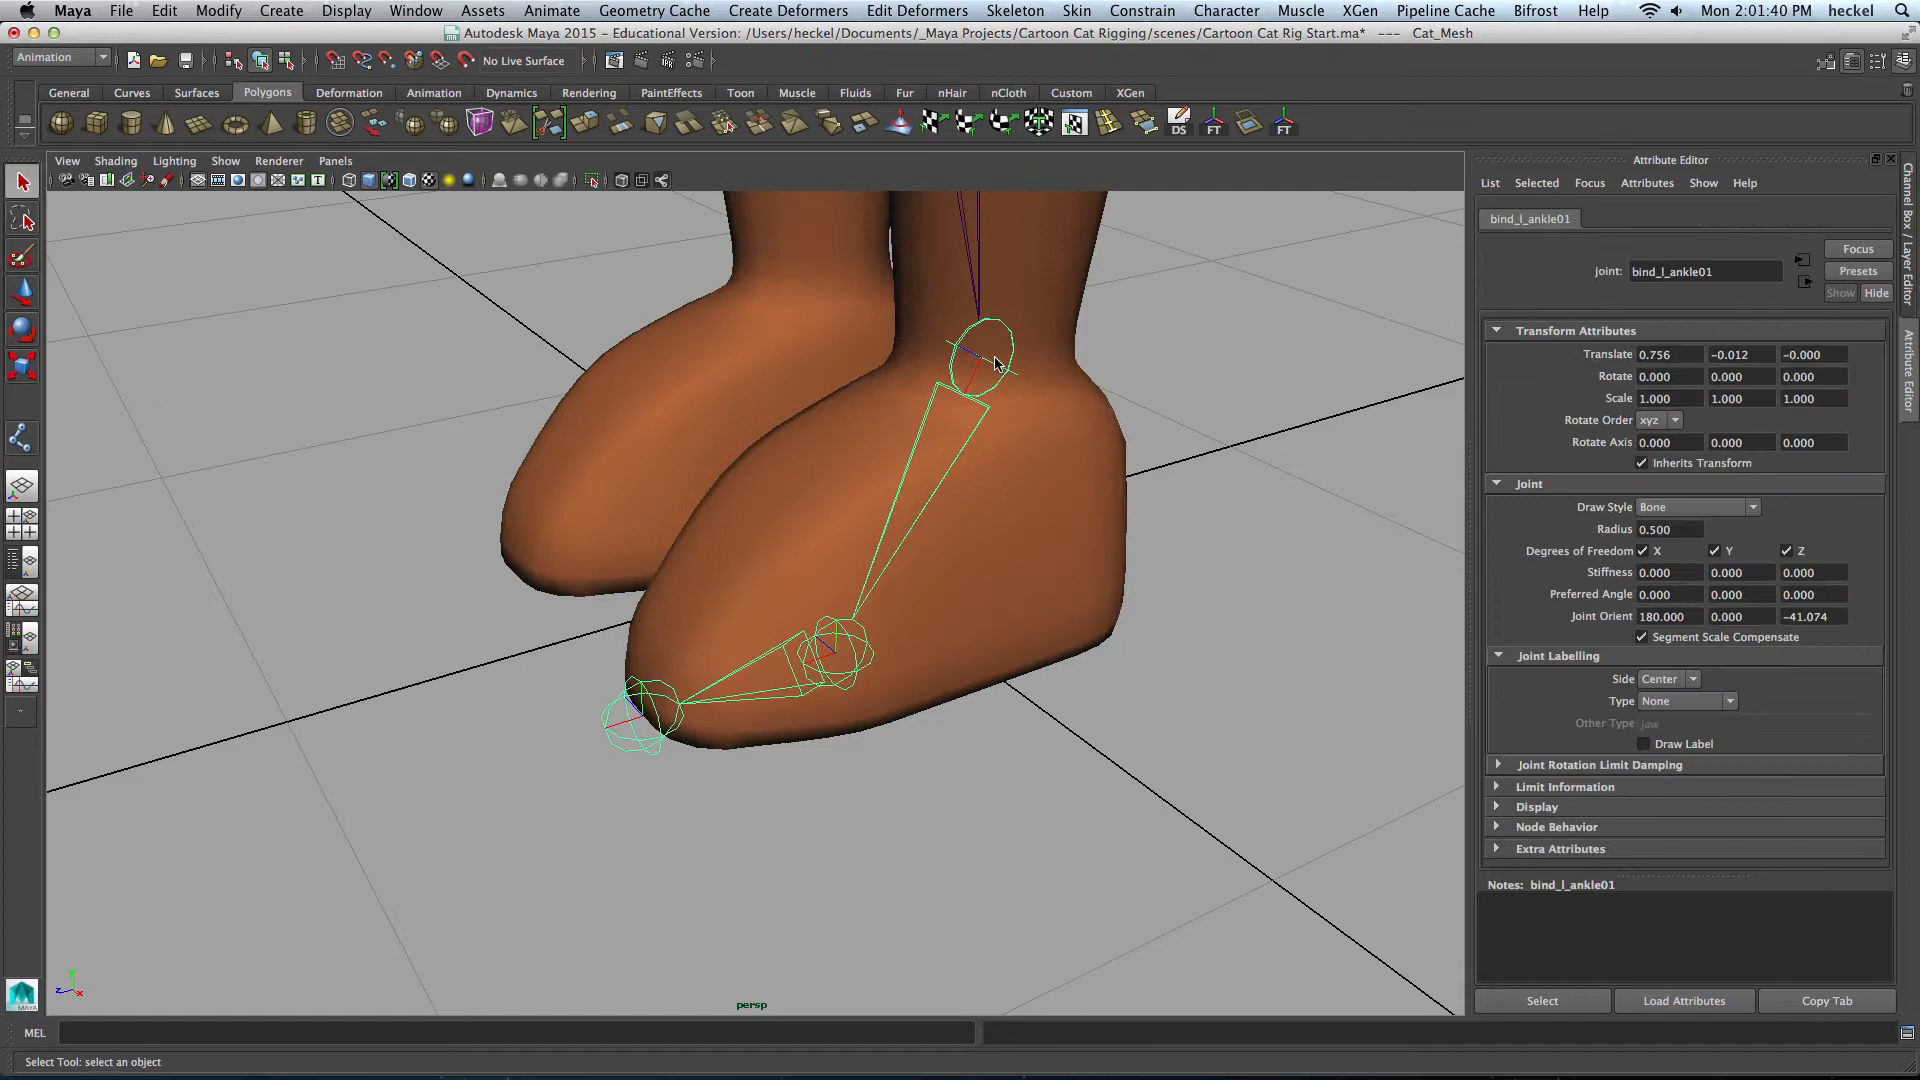 Maya File Edit Modify Create Display Window Assets Animate Geometry Cache Create Deformers Edit Deformers Skeleton Skin Constrain Character Muscle XGen Pipeline Cache Bifrost Help Mon 2:01:40 PM heckel
Autodesk Maya 2015 - Educational Version: /Users/heckel/Documents/_Maya Projects/Cartoon Cat Rigging/scenes/Cartoon Cat Rig Start.ma* --- Cat_Mesh
Animation No Live Surface
General Curves Surfaces Polygons Deformation Animation Dynamics Rendering PaintEffects Toon Muscle Fluids Fur nHair nCloth Custom XGen
DS FT FT
View Shading Lighting Show Renderer Panels
Attribute Editor
List Selected Focus Attributes Show Help
bind_l_ankle01
Focus
joint: bind_l_ankle01
Presets
Show Hide
Transform Attributes
Translate 0.756 -0.012 -0.000
Rotate 0.000 0.000 0.000
Scale 1.000 1.000 1.000
Rotate Order xyz
Rotate Axis 0.000 0.000 0.000
Inherits Transform
Joint
Draw Style Bone
Radius 0.500
Degrees of Freedom X Y Z
Stiffness 0.000 0.000 0.000
Preferred Angle 0.000 0.000 0.000
Joint Orient 180.000 0.000 -41.074
Segment Scale Compensate
Joint Labelling
Side Center
Type None
Other Type jaw
Draw Label
Joint Rotation Limit Damping
Limit Information
Display
Node Behavior
Extra Attributes
Notes: bind_l_ankle01
Select Load Attributes Copy Tab
Channel Box / Layer Editor
Attribute Editor
y
z x
persp
MAYA
MEL
Select Tool: select an object